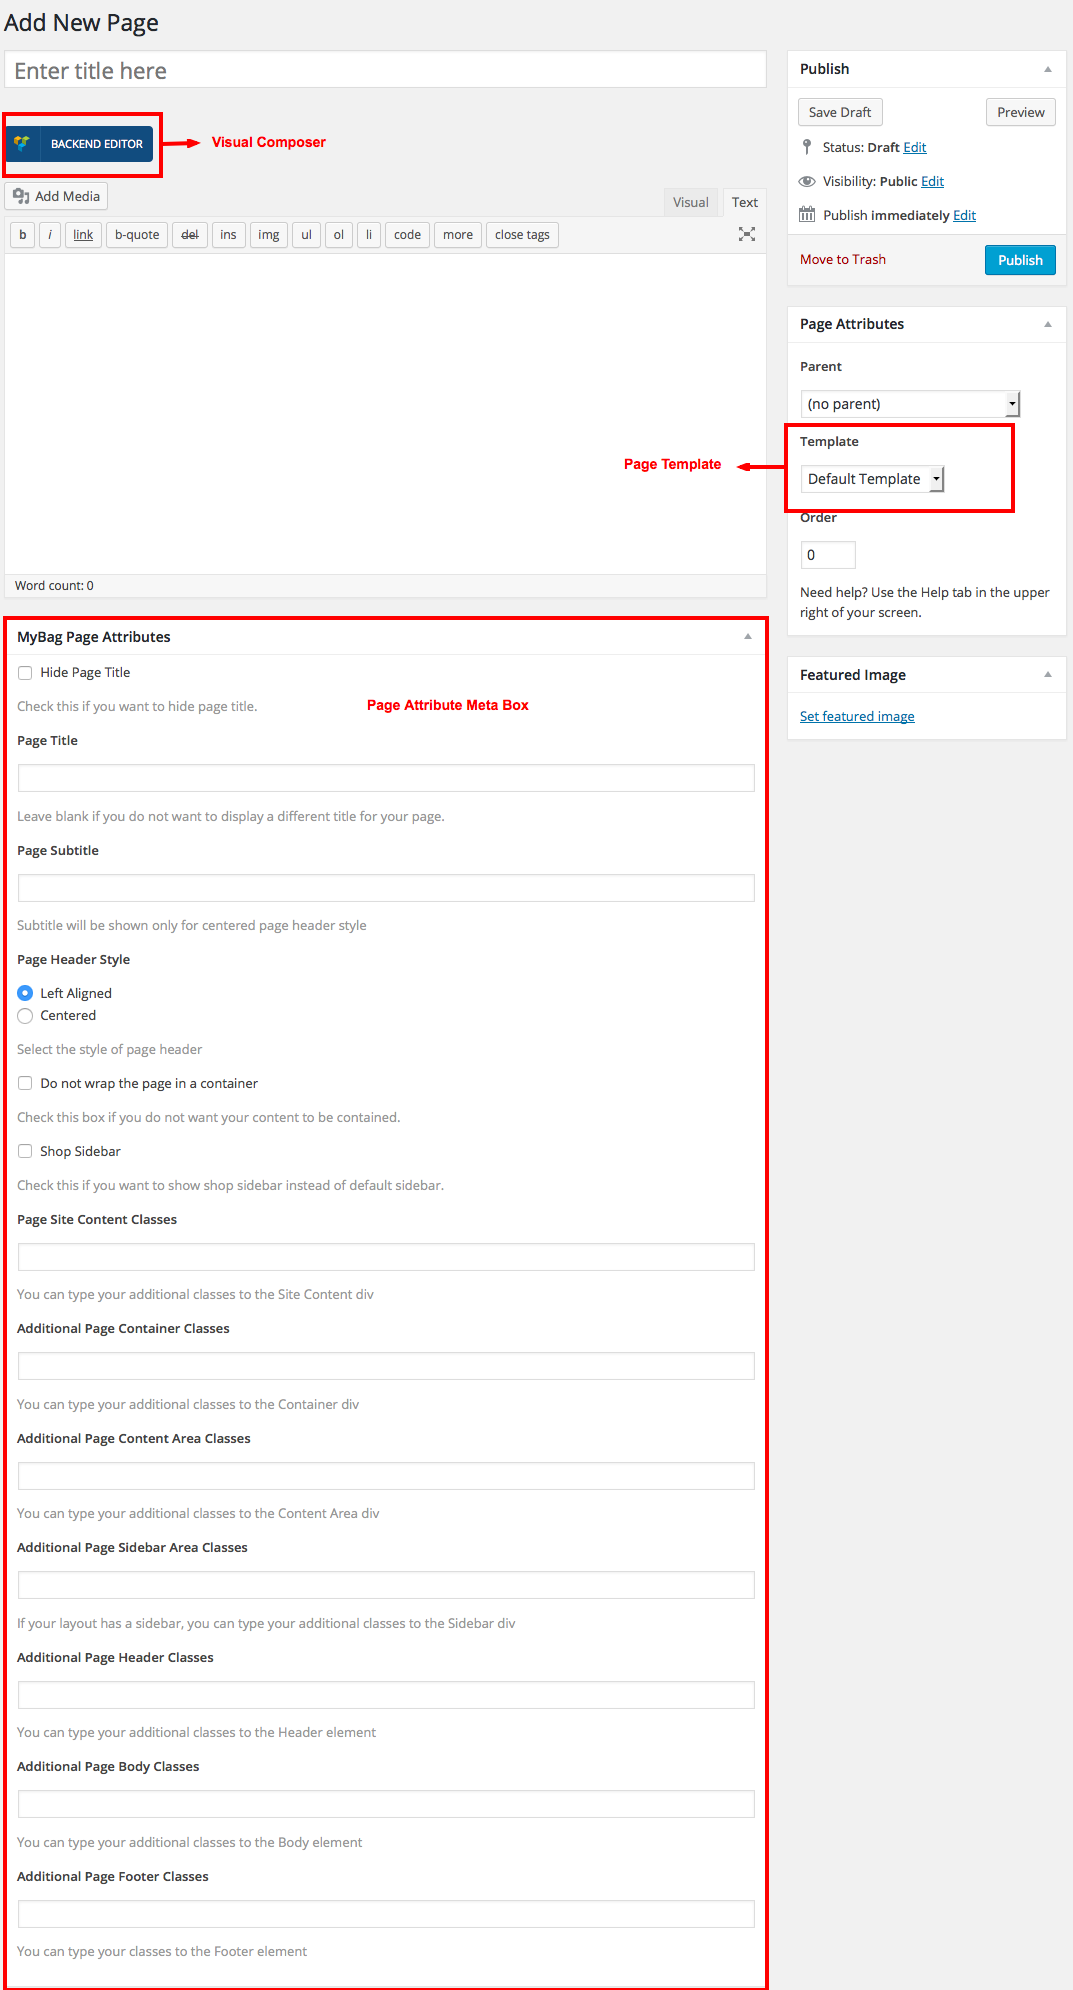 Add New Page
Enter title here
BACKEND EDITOR
Visual Composer
Add Media
Visual
Text
b
i
link
b-quote
del
ins
img
ul
ol
li
code
more
close tags
Word count: 0
MyBag Page Attributes
Hide Page Title
Check this if you want to hide page title.
Page Attribute Meta Box
Page Title
Leave blank if you do not want to display a different title for your page.
Page Subtitle
Subtitle will be shown only for centered page header style
Page Header Style
Left Aligned
Centered
Select the style of page header
Do not wrap the page in a container
Check this box if you do not want your content to be contained.
Shop Sidebar
Check this if you want to show shop sidebar instead of default sidebar.
Page Site Content Classes
You can type your additional classes to the Site Content div
Additional Page Container Classes
You can type your additional classes to the Container div
Additional Page Content Area Classes
You can type your additional classes to the Content Area div
Additional Page Sidebar Area Classes
If your layout has a sidebar, you can type your additional classes to the Sidebar div
Additional Page Header Classes
You can type your additional classes to the Header element
Additional Page Body Classes
You can type your additional classes to the Body element
Additional Page Footer Classes
You can type your classes to the Footer element
Publish
Save Draft
Preview
Status: Draft Edit
Visibility: Public Edit
Publish immediately Edit
Move to Trash
Publish
Page Attributes
Parent
(no parent)
Template
Page Template
Default Template
Order
0
Need help? Use the Help tab in the upper
right of your screen.
Featured Image
Set featured image